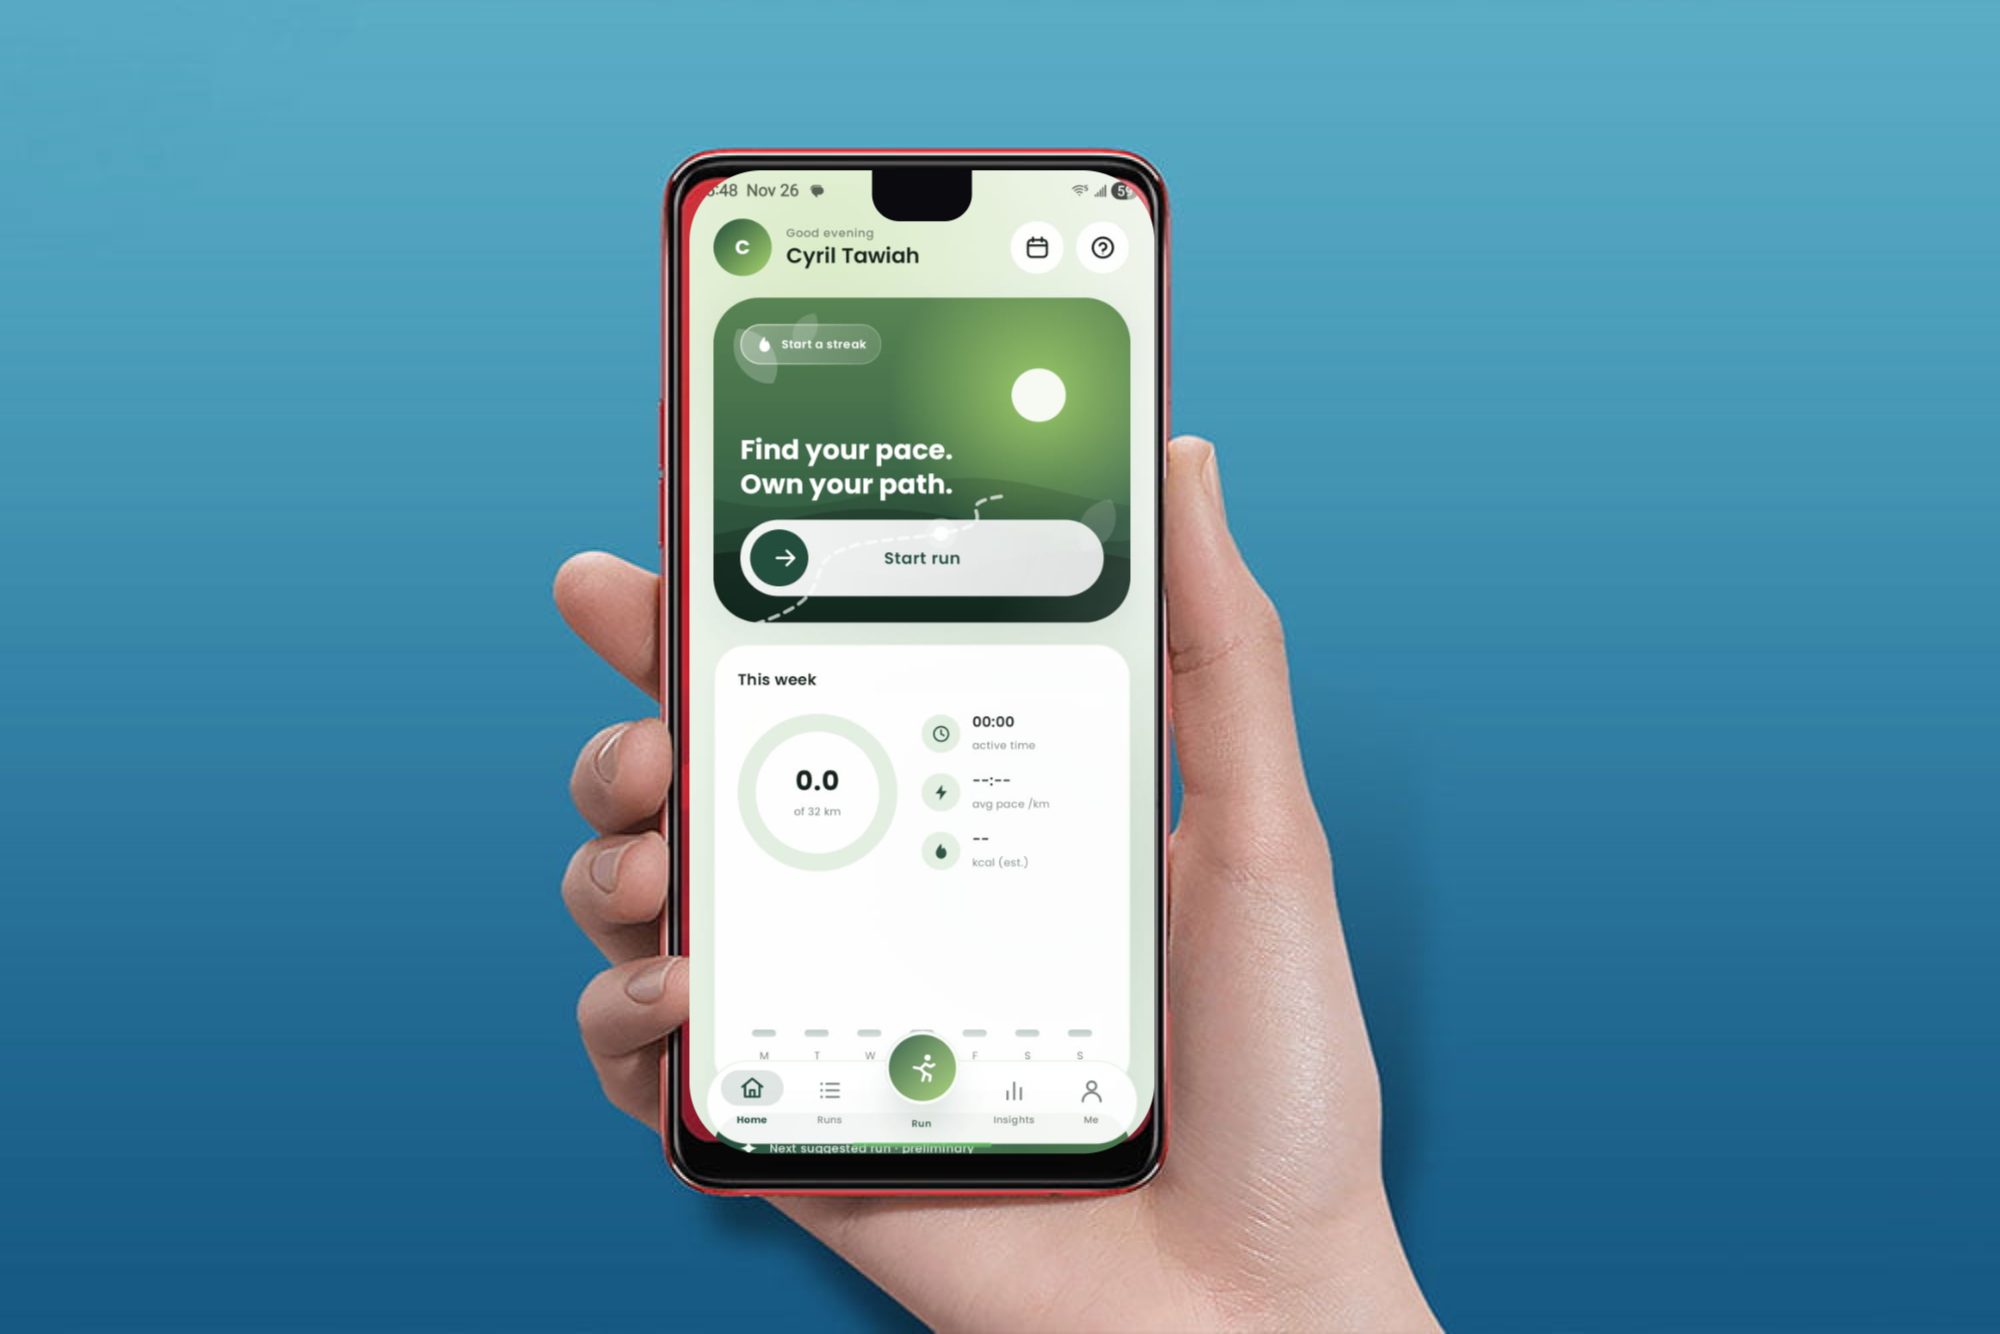 :48 Nov 26
Good evening
C
Cyril Tawiah
Start a streak
Find your pace.
Own your path.
Start run
This week
0.0
of 32 km
00:00
active time
--:--
avg pace /km
--
kcal (est.)
M T W F S S
Home Runs Run Insights Me
Next suggested run · preliminary